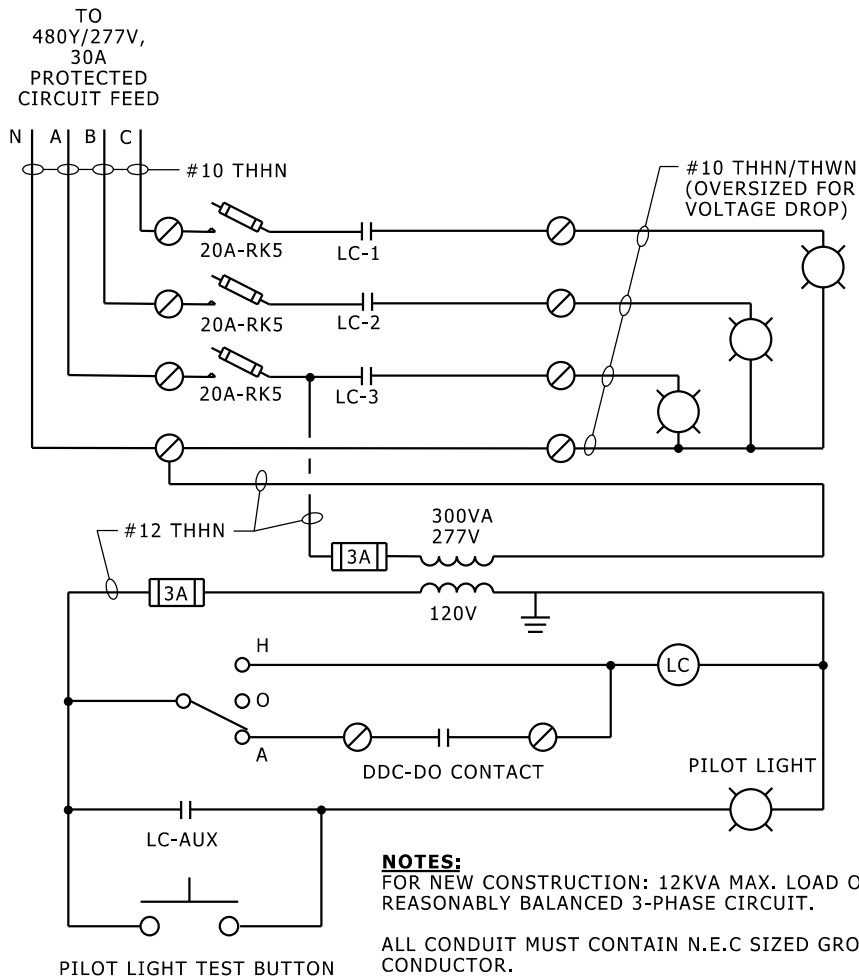 TO
480Y/277V,
30A
PROTECTED
CIRCUIT FEED
N A B C
#10 THHN
#10 THHN/THWN
(OVERSIZED FOR
VOLTAGE DROP)
20A-RK5
LC-1
20A-RK5
LC-2
20A-RK5
LC-3
#12 THHN
300VA
277V
3A
3A
120V
H
LC
O
A
DDC-DO CONTACT
PILOT LIGHT
LC-AUX
PILOT LIGHT TEST BUTTON
NOTES:
FOR NEW CONSTRUCTION: 12KVA MAX. LOAD
REASONABLY BALANCED 3-PHASE CIRCUIT.
ALL CONDUIT MUST CONTAIN N.E.C SIZED
CONDUCTOR.